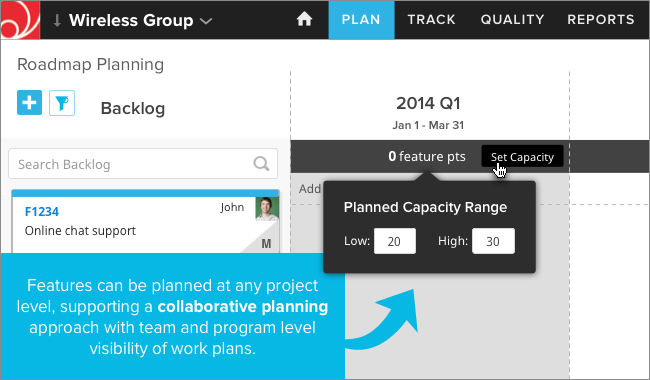 Wireless Group
PLAN
TRACK
QUALITY
REPORTS
Roadmap Planning
Backlog
2014 Q1
Jan 1 - Mar 31
0 feature pts
Set Capacity
Search Backlog
Add
F1234
John
Online chat support
M
Planned Capacity Range
Low: 20 High: 30
Features can be planned at any project
level, supporting a collaborative planning
approach with team and program level
visibility of work plans.